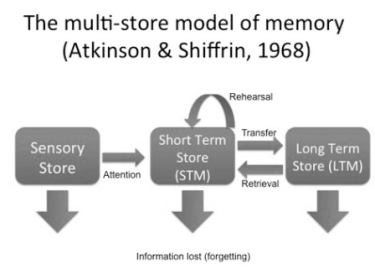 The multi-store model of memory
(Atkinson & Shiffrin, 1968)
Rehearsal
Sensory
Store
Attention
Short Term
Store
(STM)
Transfer
Retrieval
Long Term
Store (LTM)
Information lost (forgetting)